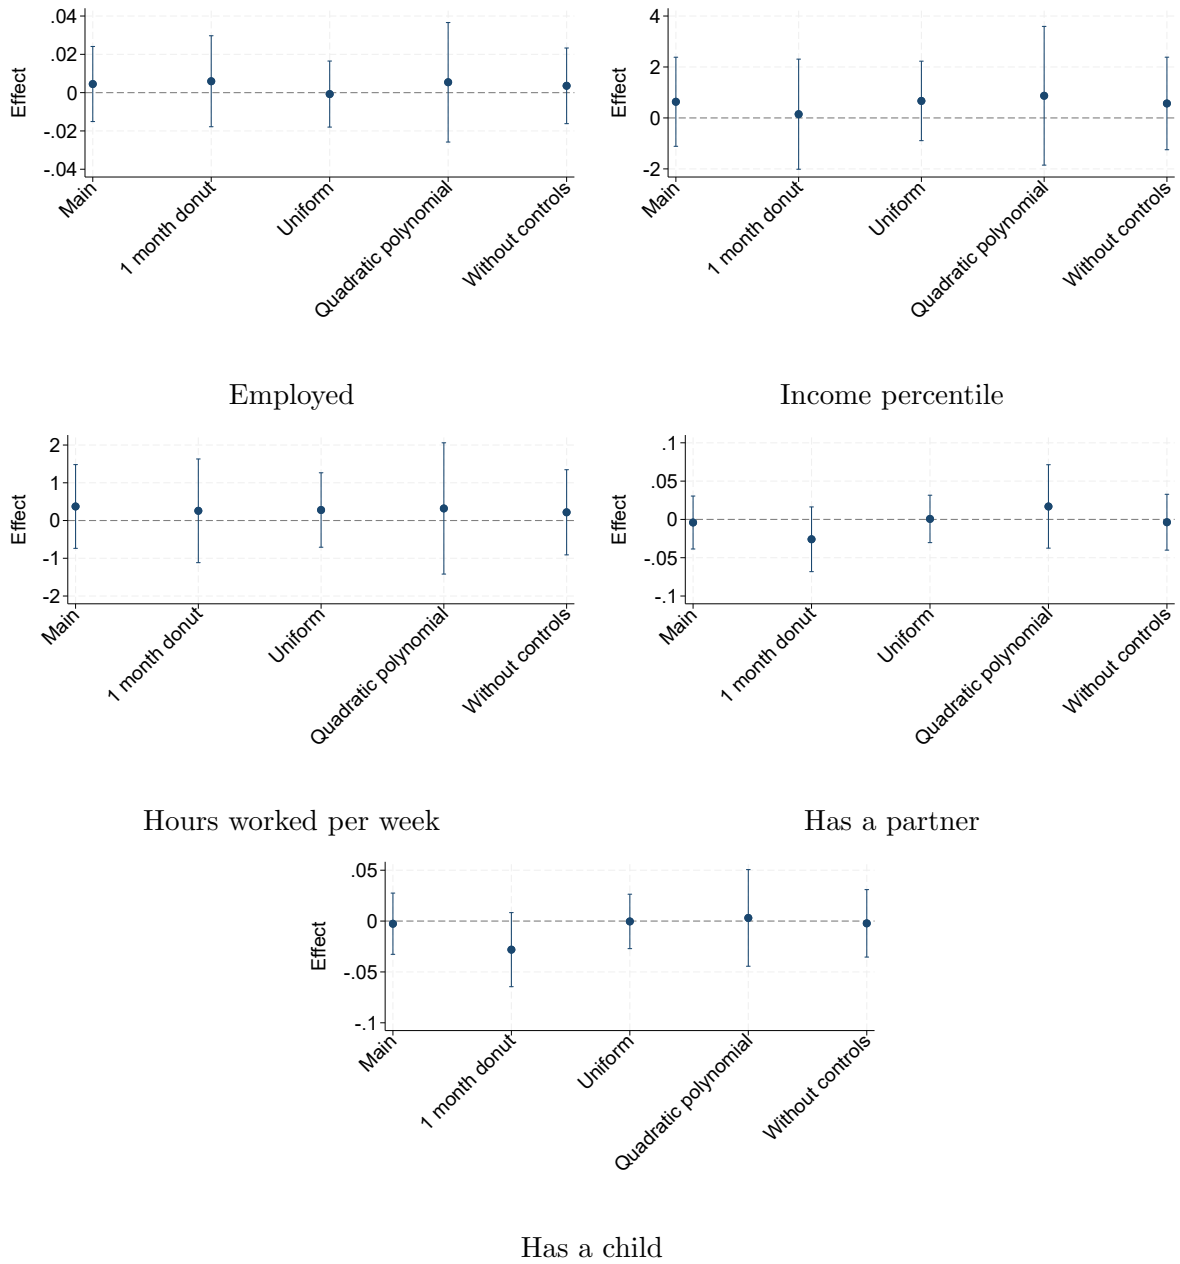 Effect
.04
.02
0
-.02
-.04
Main
1 month donut
Uniform
Quadratic polynomial
Without controls
Employed
Effect
4
2
0
-2
Main
1 month donut
Uniform
Quadratic polynomial
Without controls
Income percentile
Effect
2
1
0
-1
-2
Main
1 month donut
Uniform
Quadratic polynomial
Without controls
Hours worked per week
Effect
.1
.05
0
-.05
-.1
Main
1 month donut
Uniform
Quadratic polynomial
Without controls
Has a partner
Effect
.05
0
-.05
-.1
Main
1 month donut
Uniform
Quadratic polynomial
Without controls
Has a child